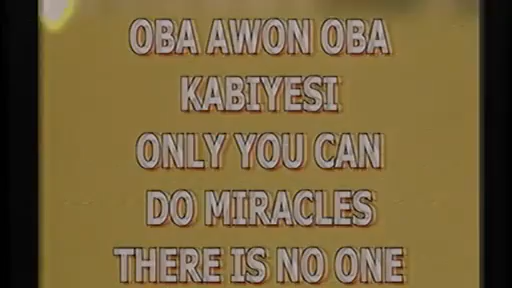 OBA AWON OBA
KABIYESI
ONLY YOU CAN
DO MIRACLES
THERE IS NO ONE